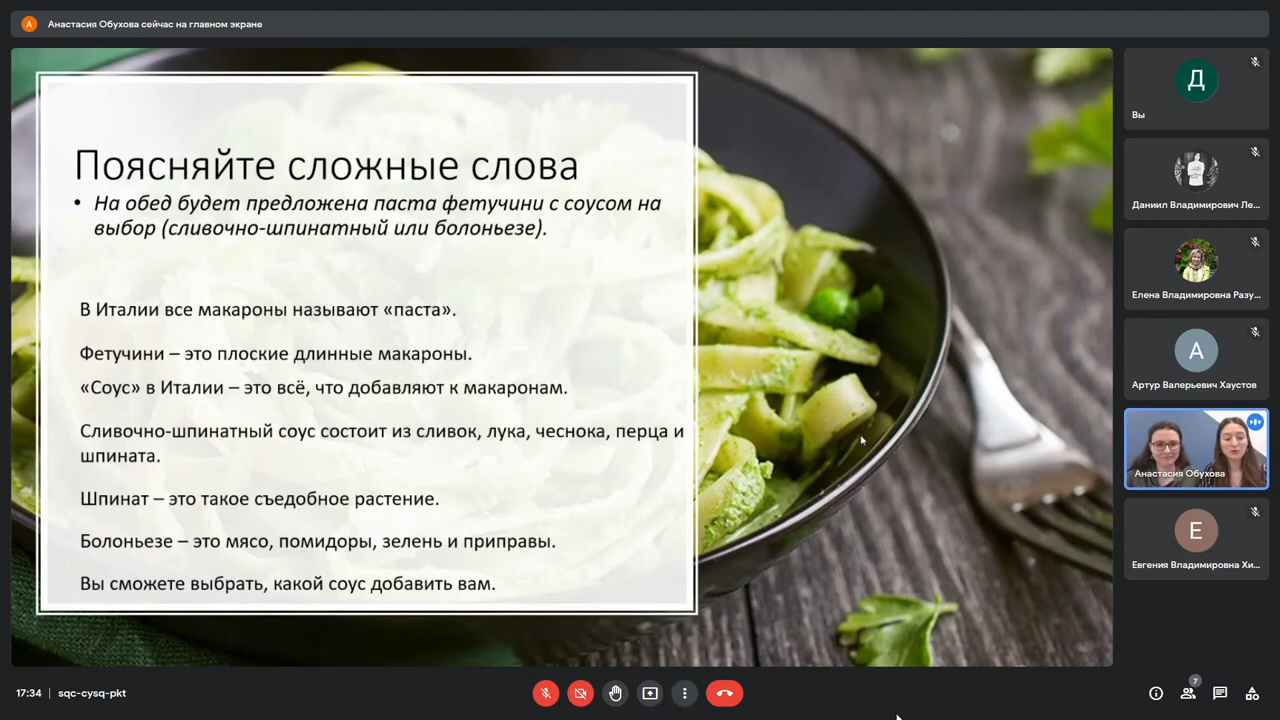 А
Анастасия Обухова сейчас на главном экране
Поясняйте сложные слова
• На обед будет предложена паста фетучини с соусом на
выбор (сливочно-шпинатный или болоньезе).
В Италии все макароны называют «паста».
Фетучини – это плоские длинные макароны.
«Соус» в Италии – это всё, что добавляют к макаронам.
Сливочно-шпинатный соус состоит из сливок, лука, чеснока, перца и
шпината.
Шпинат – это такое съедобное растение.
Болоньезе – это мясо, помидоры, зелень и приправы.
Вы сможете выбрать, какой соус добавить вам.
Д
Вы
Даниил Владимирович Ле...
Елена Владимировна Разу...
А
Артур Валерьевич Хаустов
Анастасия Обухова
Е
Евгения Владимировна Хи...
17:34 | sqc-cysq-pkt
7